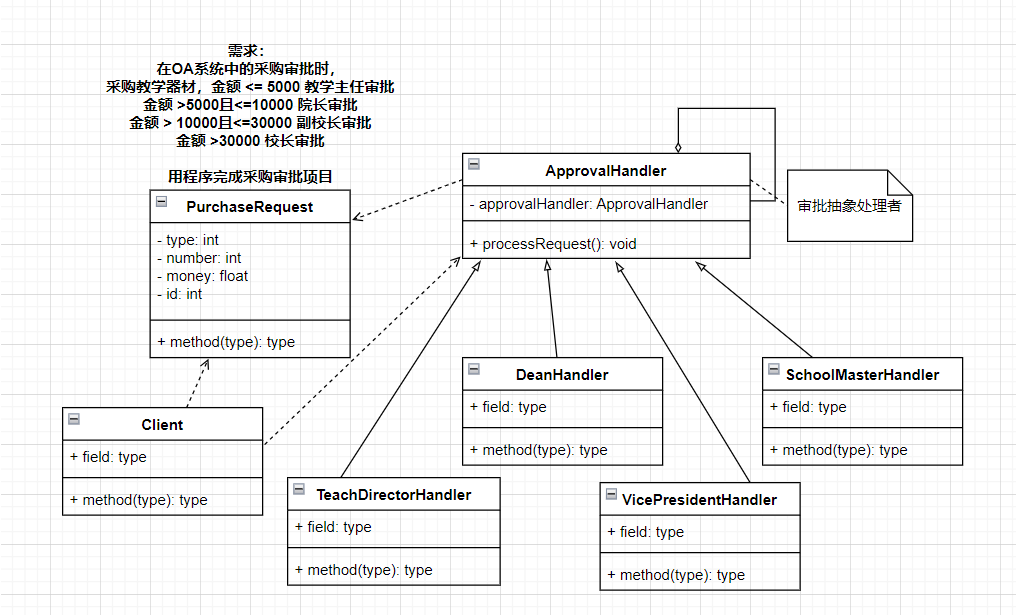 需求：
在OA系统中的采购审批时，
采购教学器材，金额 <= 5000 教学主任审批
金额 >5000且<=10000 院长审批
金额 > 10000且<=30000 副校长审批
金额 >30000 校长审批
用程序完成采购审批项目
PurchaseRequest
- type: int
- number: int
- money: float
- id: int
+ method(type): type
ApprovalHandler
- approvalHandler: ApprovalHandler
+ processRequest(): void
审批抽象处理者
Client
+ field: type
+ method(type): type
TeachDirectorHandler
+ field: type
+ method(type): type
DeanHandler
+ field: type
+ method(type): type
VicePresidentHandler
+ field: type
+ method(type): type
SchoolMasterHandler
+ field: type
+ method(type): type